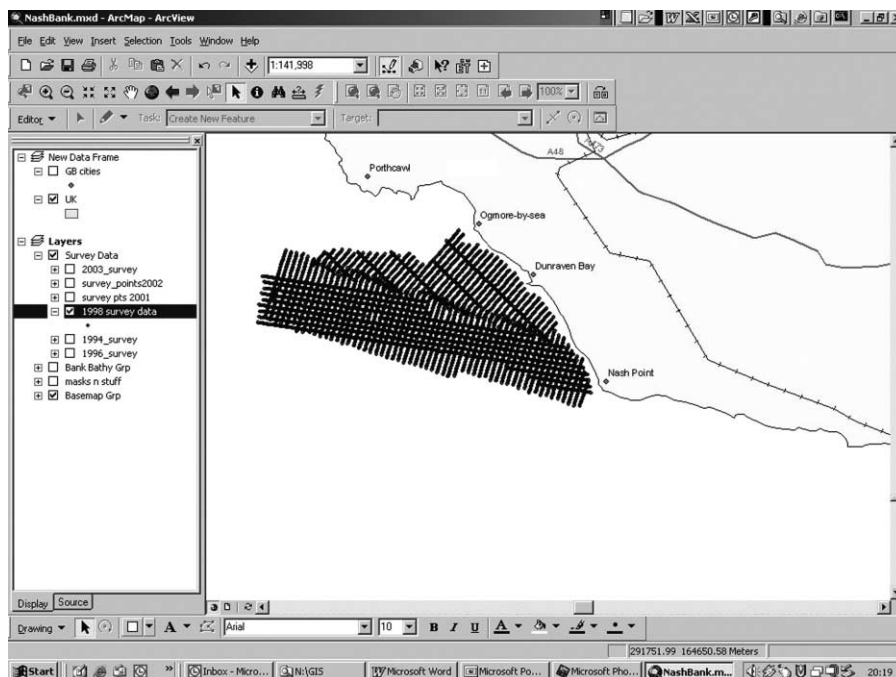 NashBank.mxd - ArcMap - ArcView
File Edit View Insert Selection Tools Window Help
1:141,998
100%
Editor Task: Create New Feature Target:
New Data Frame
GB cities
UK
Layers
Survey Data
2003_survey
survey_points2002
survey pts 2001
1998 survey data
1994_survey
1996_survey
Bank Bathy Grp
masks n stuff
Basemap Grp
A48
A473
Porthcawl
Ogmore-by-sea
Dunraven Bay
Nash Point
Display Source
Drawing A Arial 10 B I U A
291751.99 164650.58 Meters
Start Inbox - Micro... N:\GIS Microsoft Word Microsoft Po... Microsoft Pho... NashBank.m... 20:19